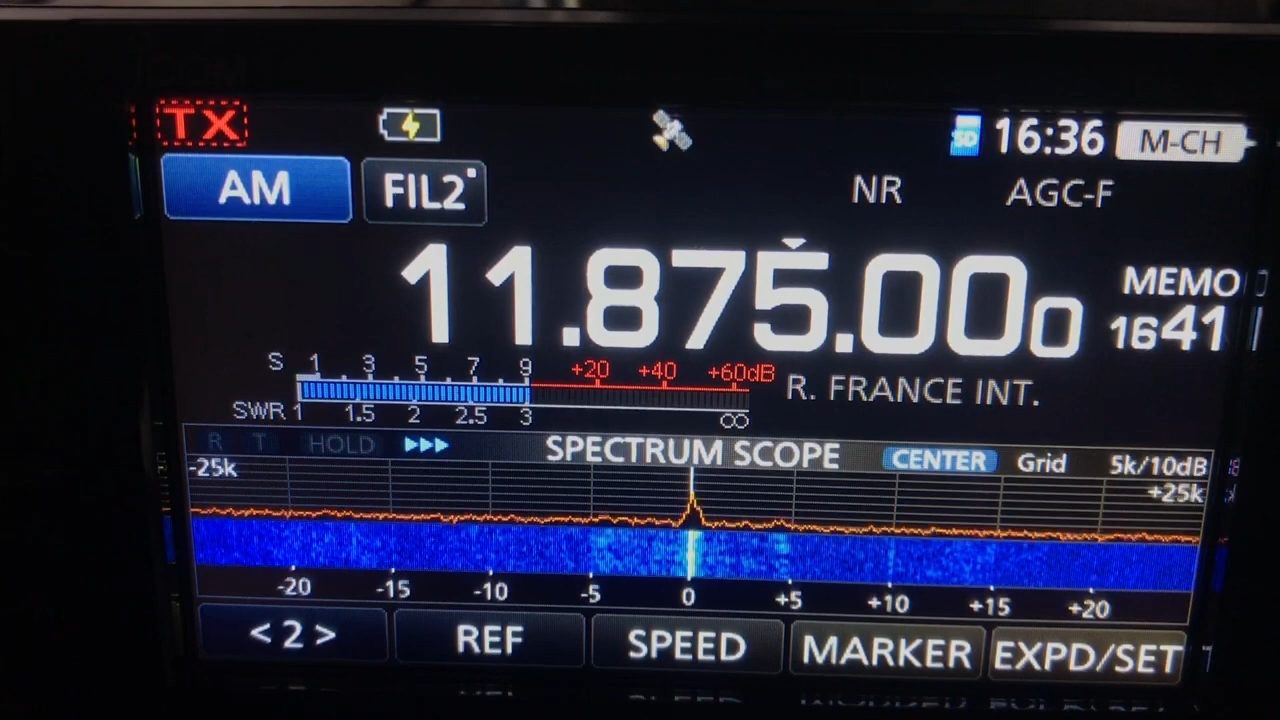 TX
SD 16:36 M-CH
AM FIL2 NR AGC-F
11.875.000
MEMO
1641
S 1 3 5 7 9 +20 +40 +60dB
R. FRANCE INT.
SWR 1 1.5 2 2.5 3 ∞
R T HOLD SPECTRUM SCOPE CENTER Grid 5k/10dB
-25k +25k
-20 -15 -10 -5 0 +5 +10 +15 +20
< 2 > REF SPEED MARKER EXPD/SET